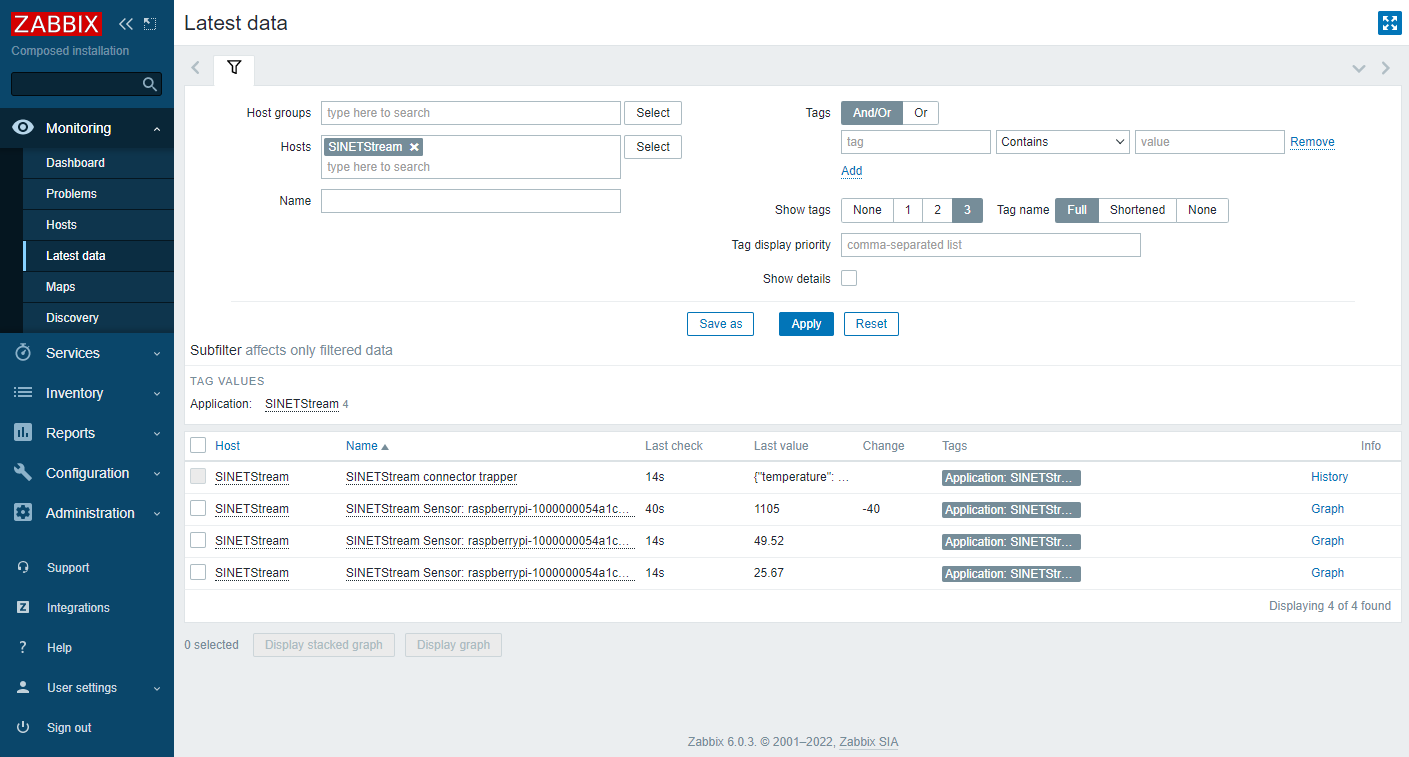 ZABBIX
Composed installation
Monitoring
Dashboard
Problems
Hosts
Latest data
Maps
Discovery
Services
Inventory
Reports
Configuration
Administration
Support
Z Integrations
? Help
User settings
Sign out
Latest data
Host groups type here to search Select
Hosts SINETStream type here to search Select
Name
Tags And/Or Or
tag Contains value Remove
Add
Show tags None 1 2 3 Tag name Full Shortened None
Tag display priority comma-separated list
Show details
Save as Apply Reset
Subfilter affects only filtered data
TAG VALUES
Application: SINETStream 4
Host Name Last check Last value Change Tags Info
SINETStream SINETStream connector trapper 14s {"temperature": ... Application: SINETStr... History
SINETStream SINETStream Sensor: raspberrypi-1000000054a1c... 40s 1105 -40 Application: SINETStr... Graph
SINETStream SINETStream Sensor: raspberrypi-1000000054a1c... 14s 49.52 Application: SINETStr... Graph
SINETStream SINETStream Sensor: raspberrypi-1000000054a1c... 14s 25.67 Application: SINETStr... Graph
Displaying 4 of 4 found
0 selected Display stacked graph Display graph
Zabbix 6.0.3. © 2001–2022, Zabbix SIA